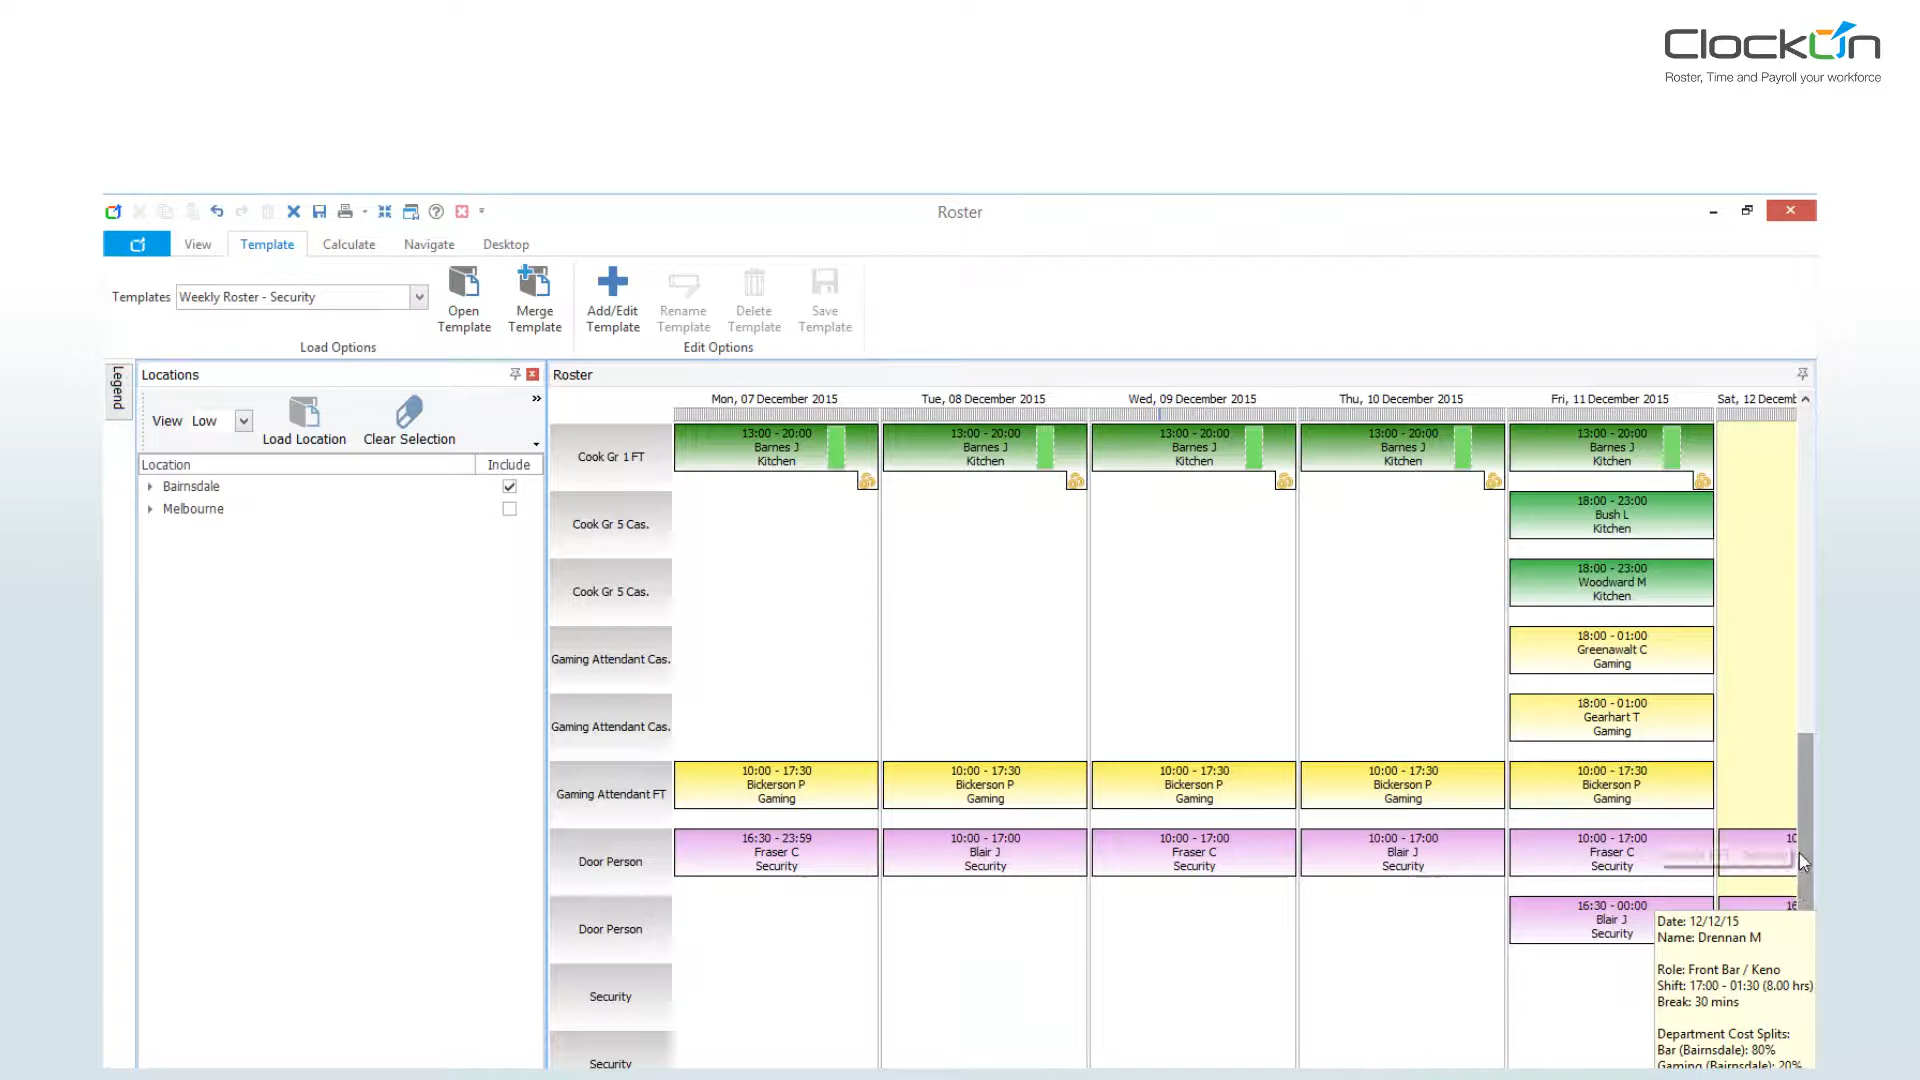 ClockOn
Roster, Time and Payroll your workforce
Roster
View
Template
Calculate
Navigate
Desktop
Templates
Weekly Roster - Security
Open
Template
Merge
Template
Add/Edit
Template
Rename
Template
Delete
Template
Save
Template
Load Options
Edit Options
Legend
Locations
View Low
Load Location
Clear Selection
Location
Include
Bairnsdale
Melbourne
Roster
Mon, 07 December 2015
Tue, 08 December 2015
Wed, 09 December 2015
Thu, 10 December 2015
Fri, 11 December 2015
Sat, 12 Decemb
Cook Gr 1 FT
13:00 - 20:00
Barnes J
Kitchen
13:00 - 20:00
Barnes J
Kitchen
13:00 - 20:00
Barnes J
Kitchen
13:00 - 20:00
Barnes J
Kitchen
13:00 - 20:00
Barnes J
Kitchen
Cook Gr 5 Cas.
18:00 - 23:00
Bush L
Kitchen
Cook Gr 5 Cas.
18:00 - 23:00
Woodward M
Kitchen
Gaming Attendant Cas.
18:00 - 01:00
Greenawalt C
Gaming
Gaming Attendant Cas.
18:00 - 01:00
Gearhart T
Gaming
Gaming Attendant FT
10:00 - 17:30
Bickerson P
Gaming
10:00 - 17:30
Bickerson P
Gaming
10:00 - 17:30
Bickerson P
Gaming
10:00 - 17:30
Bickerson P
Gaming
10:00 - 17:30
Bickerson P
Gaming
Door Person
16:30 - 23:59
Fraser C
Security
10:00 - 17:00
Blair J
Security
10:00 - 17:00
Fraser C
Security
10:00 - 17:00
Blair J
Security
10:00 - 17:00
Fraser C
Security
10
Door Person
16:30 - 00:00
Blair J
Security
16
Security
Security
Date: 12/12/15
Name: Drennan M
Role: Front Bar / Keno
Shift: 17:00 - 01:30 (8.00 hrs)
Break: 30 mins
Department Cost Splits:
Bar (Bairnsdale): 80%
Gaming (Bairnsdale): 20%